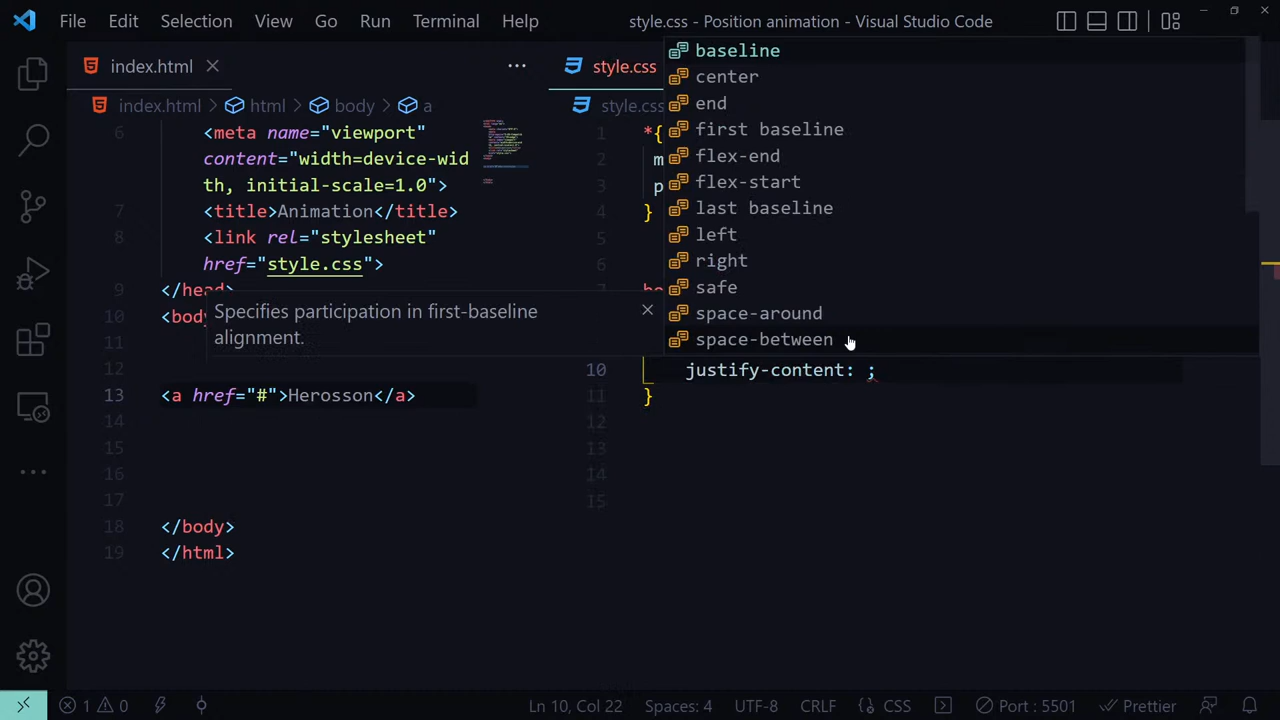 File Edit Selection View Go Run Terminal Help style.css - Position animation - Visual Studio Code
index.html
index.html html body a
6 <meta name="viewport"
content="width=device-wid
th, initial-scale=1.0">
7 <title>Animation</title>
8 <link rel="stylesheet"
href="style.css">
9 </head>
10 <body
11
12
13 <a href="#">Herosson</a>
14
15
16
17
18 </body>
19 </html>
Specifies participation in first-baseline
alignment.
style.css
style.css
1 *{
2 m
3 p
4 }
5
6
10 justify-content: ;
11 }
12
13
14
15
baseline
center
end
first baseline
flex-end
flex-start
last baseline
left
right
safe
space-around
space-between
1 0 Ln 10, Col 22 Spaces: 4 UTF-8 CRLF CSS Port : 5501 Prettier